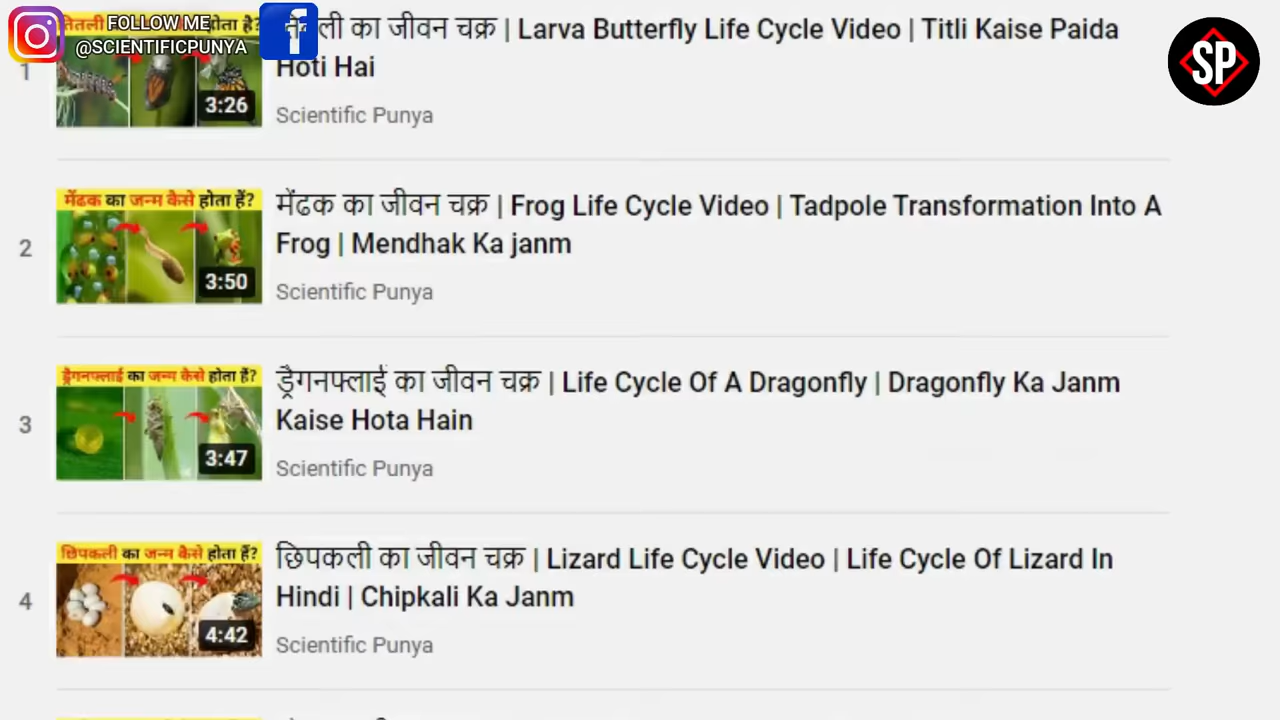 FOLLOW ME
@SCIENTIFICPUNYA
SP
1
3:26
का जीवन चक्र | Larva Butterfly Life Cycle Video | Titli Kaise Paida
Hoti Hai
Scientific Punya
2
मेंढक का जन्म कैसे होता हैं?
3:50
मेंढक का जीवन चक्र | Frog Life Cycle Video | Tadpole Transformation Into A
Frog | Mendhak Ka janm
Scientific Punya
3
ड्रैगनफ्लाई का जन्म कैसे होता हैं?
3:47
ड्रैगनफ्लाई का जीवन चक्र | Life Cycle Of A Dragonfly | Dragonfly Ka Janm
Kaise Hota Hain
Scientific Punya
4
छिपकली का जन्म कैसे होता हैं?
4:42
छिपकली का जीवन चक्र | Lizard Life Cycle Video | Life Cycle Of Lizard In
Hindi | Chipkali Ka Janm
Scientific Punya